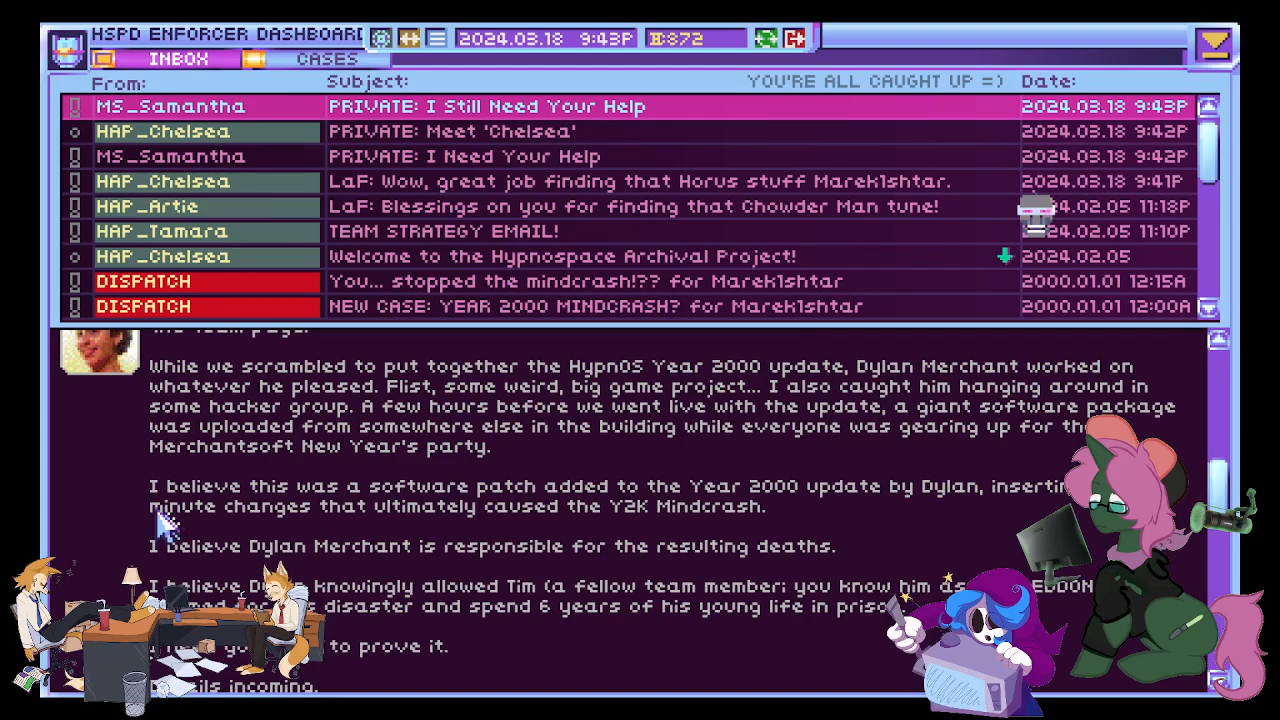 HSPD ENFORCER DASHBOARD
2024.03.18 9:43P
872
INBOX
CASES
From:
Subject:
YOU'RE ALL CAUGHT UP =)
Date:
MS_Samantha PRIVATE: I Still Need Your Help 2024.03.18 9:43P
HAP_Chelsea PRIVATE: Meet 'Chelsea' 2024.03.18 9:42P
MS_Samantha PRIVATE: I Need Your Help 2024.03.18 9:42P
HAP_Chelsea LaF: Wow, great job finding that Horus stuff Marek1shtar. 2024.03.18 9:41P
HAP_Artie LaF: Blessings on you for finding that Chowder Man tune! 24.02.05 11:18P
HAP_Tamara TEAM STRATEGY EMAIL! 24.02.05 11:10P
HAP_Chelsea Welcome to the Hypnospace Archival Project! 2024.02.05
DISPATCH You... stopped the mindcrash!?? for Marek1shtar 2000.01.01 12:15A
DISPATCH NEW CASE: YEAR 2000 MINDCRASH? for Marek1shtar 2000.01.01 12:00A
the team page.
While we scrambled to put together the HypnOS Year 2000 update, Dylan Merchant worked on
whatever he pleased. Flist, some weird, big game project... I also caught him hanging around in
some hacker group. A few hours before we went live with the update, a giant software package
was uploaded from somewhere else in the building while everyone was gearing up for the
Merchantsoft New Year's party.
I believe this was a software patch added to the Year 2000 update by Dylan, inserting
minute changes that ultimately caused the Y2K Mindcrash.
I believe Dylan Merchant is responsible for the resulting deaths.
I believe knowingly allowed Tim (a fellow team member: you know him as
disaster and spend 6 years of his young life in prison
to prove it.
incoming.